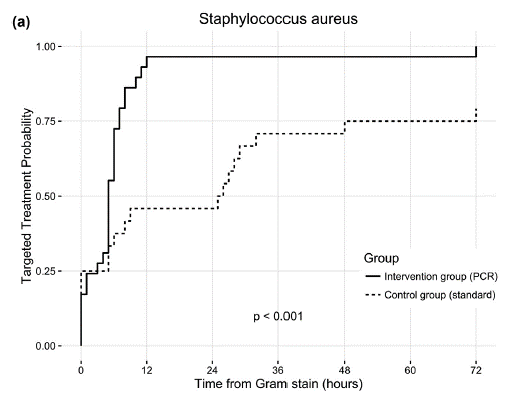 (a)
Staphylococcus aureus
Targeted Treatment Probability
1.00
0.75
0.50
0.25
0.00
Group
Intervention group (PCR)
Control group (standard)
p < 0.001
0 12 24 36 48 60 72
Time from Gram stain (hours)